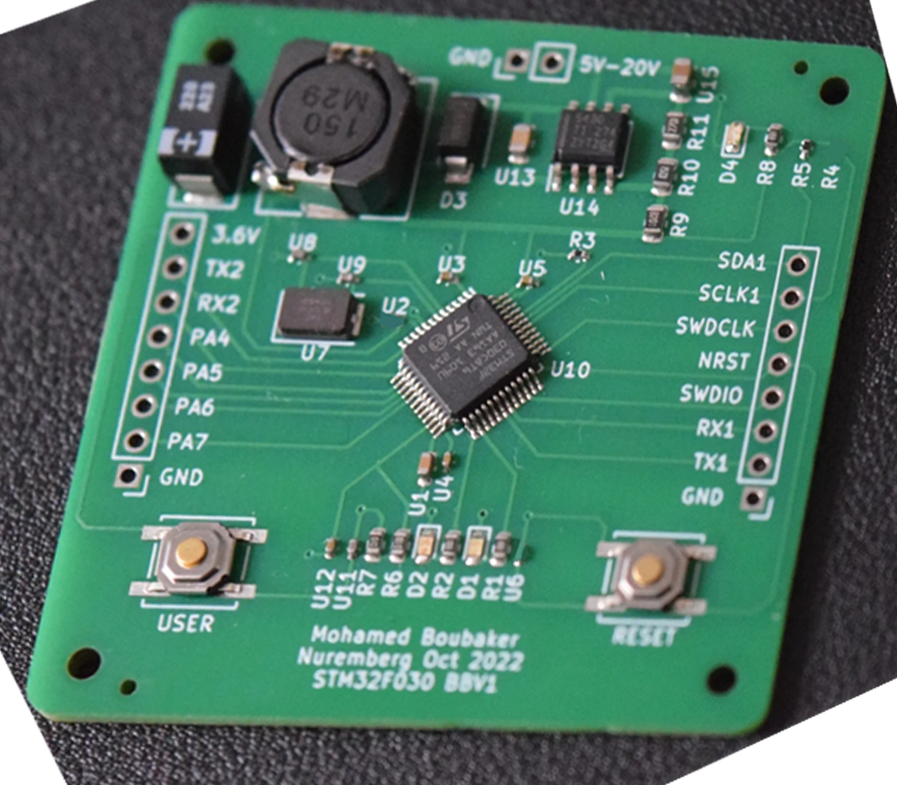 GND 5V-20V
U15
330
A23
150
M29
R11
D4
R8
R5
R4
U13
R10
D3
U14
R9
3.6V
U8
R3
TX2
U9
U3
U5
SDA1
RX2
U2
SCLK1
PA4
U7
SWDCLK
PA5
U10
NRST
PA6
SWDIO
PA7
RX1
GND
TX1
U1
U4
GND
U12
U11
R7
R6
D2
R2
D1
R1
U6
USER
RESET
Mohamed Boubaker
Nuremberg Oct 2022
STM32F030 BBV1